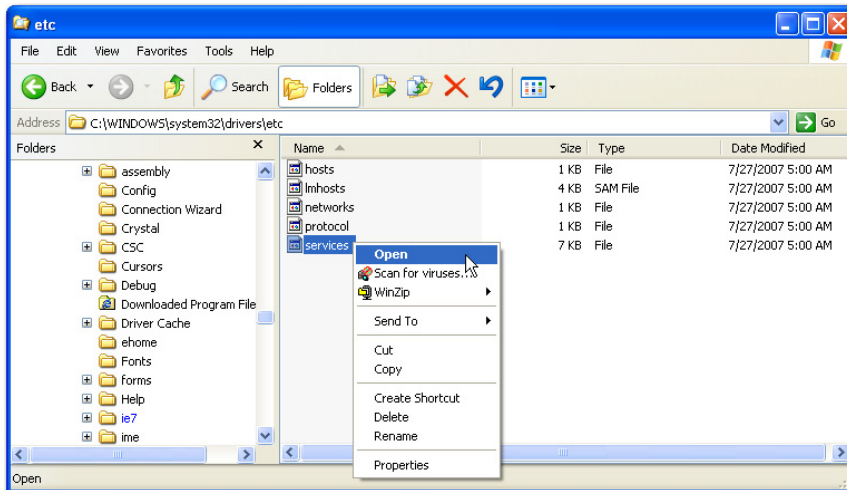 etc
File Edit View Favorites Tools Help
Back Search Folders
Address C:\WINDOWS\system32\drivers\etc Go
Folders x
assembly
Config
Connection Wizard
Crystal
CSC
Cursors
Debug
Downloaded Program File
Driver Cache
ehome
Fonts
forms
Help
ie7
ime
Name Size Type Date Modified
hosts 1 KB File 7/27/2007 5:00 AM
lmhosts 4 KB SAM File 7/27/2007 5:00 AM
networks 1 KB File 7/27/2007 5:00 AM
protocol 1 KB File 7/27/2007 5:00 AM
services 7 KB File 7/27/2007 5:00 AM
Open
Scan for viruses...
WinZip
Send To
Cut
Copy
Create Shortcut
Delete
Rename
Properties
Open